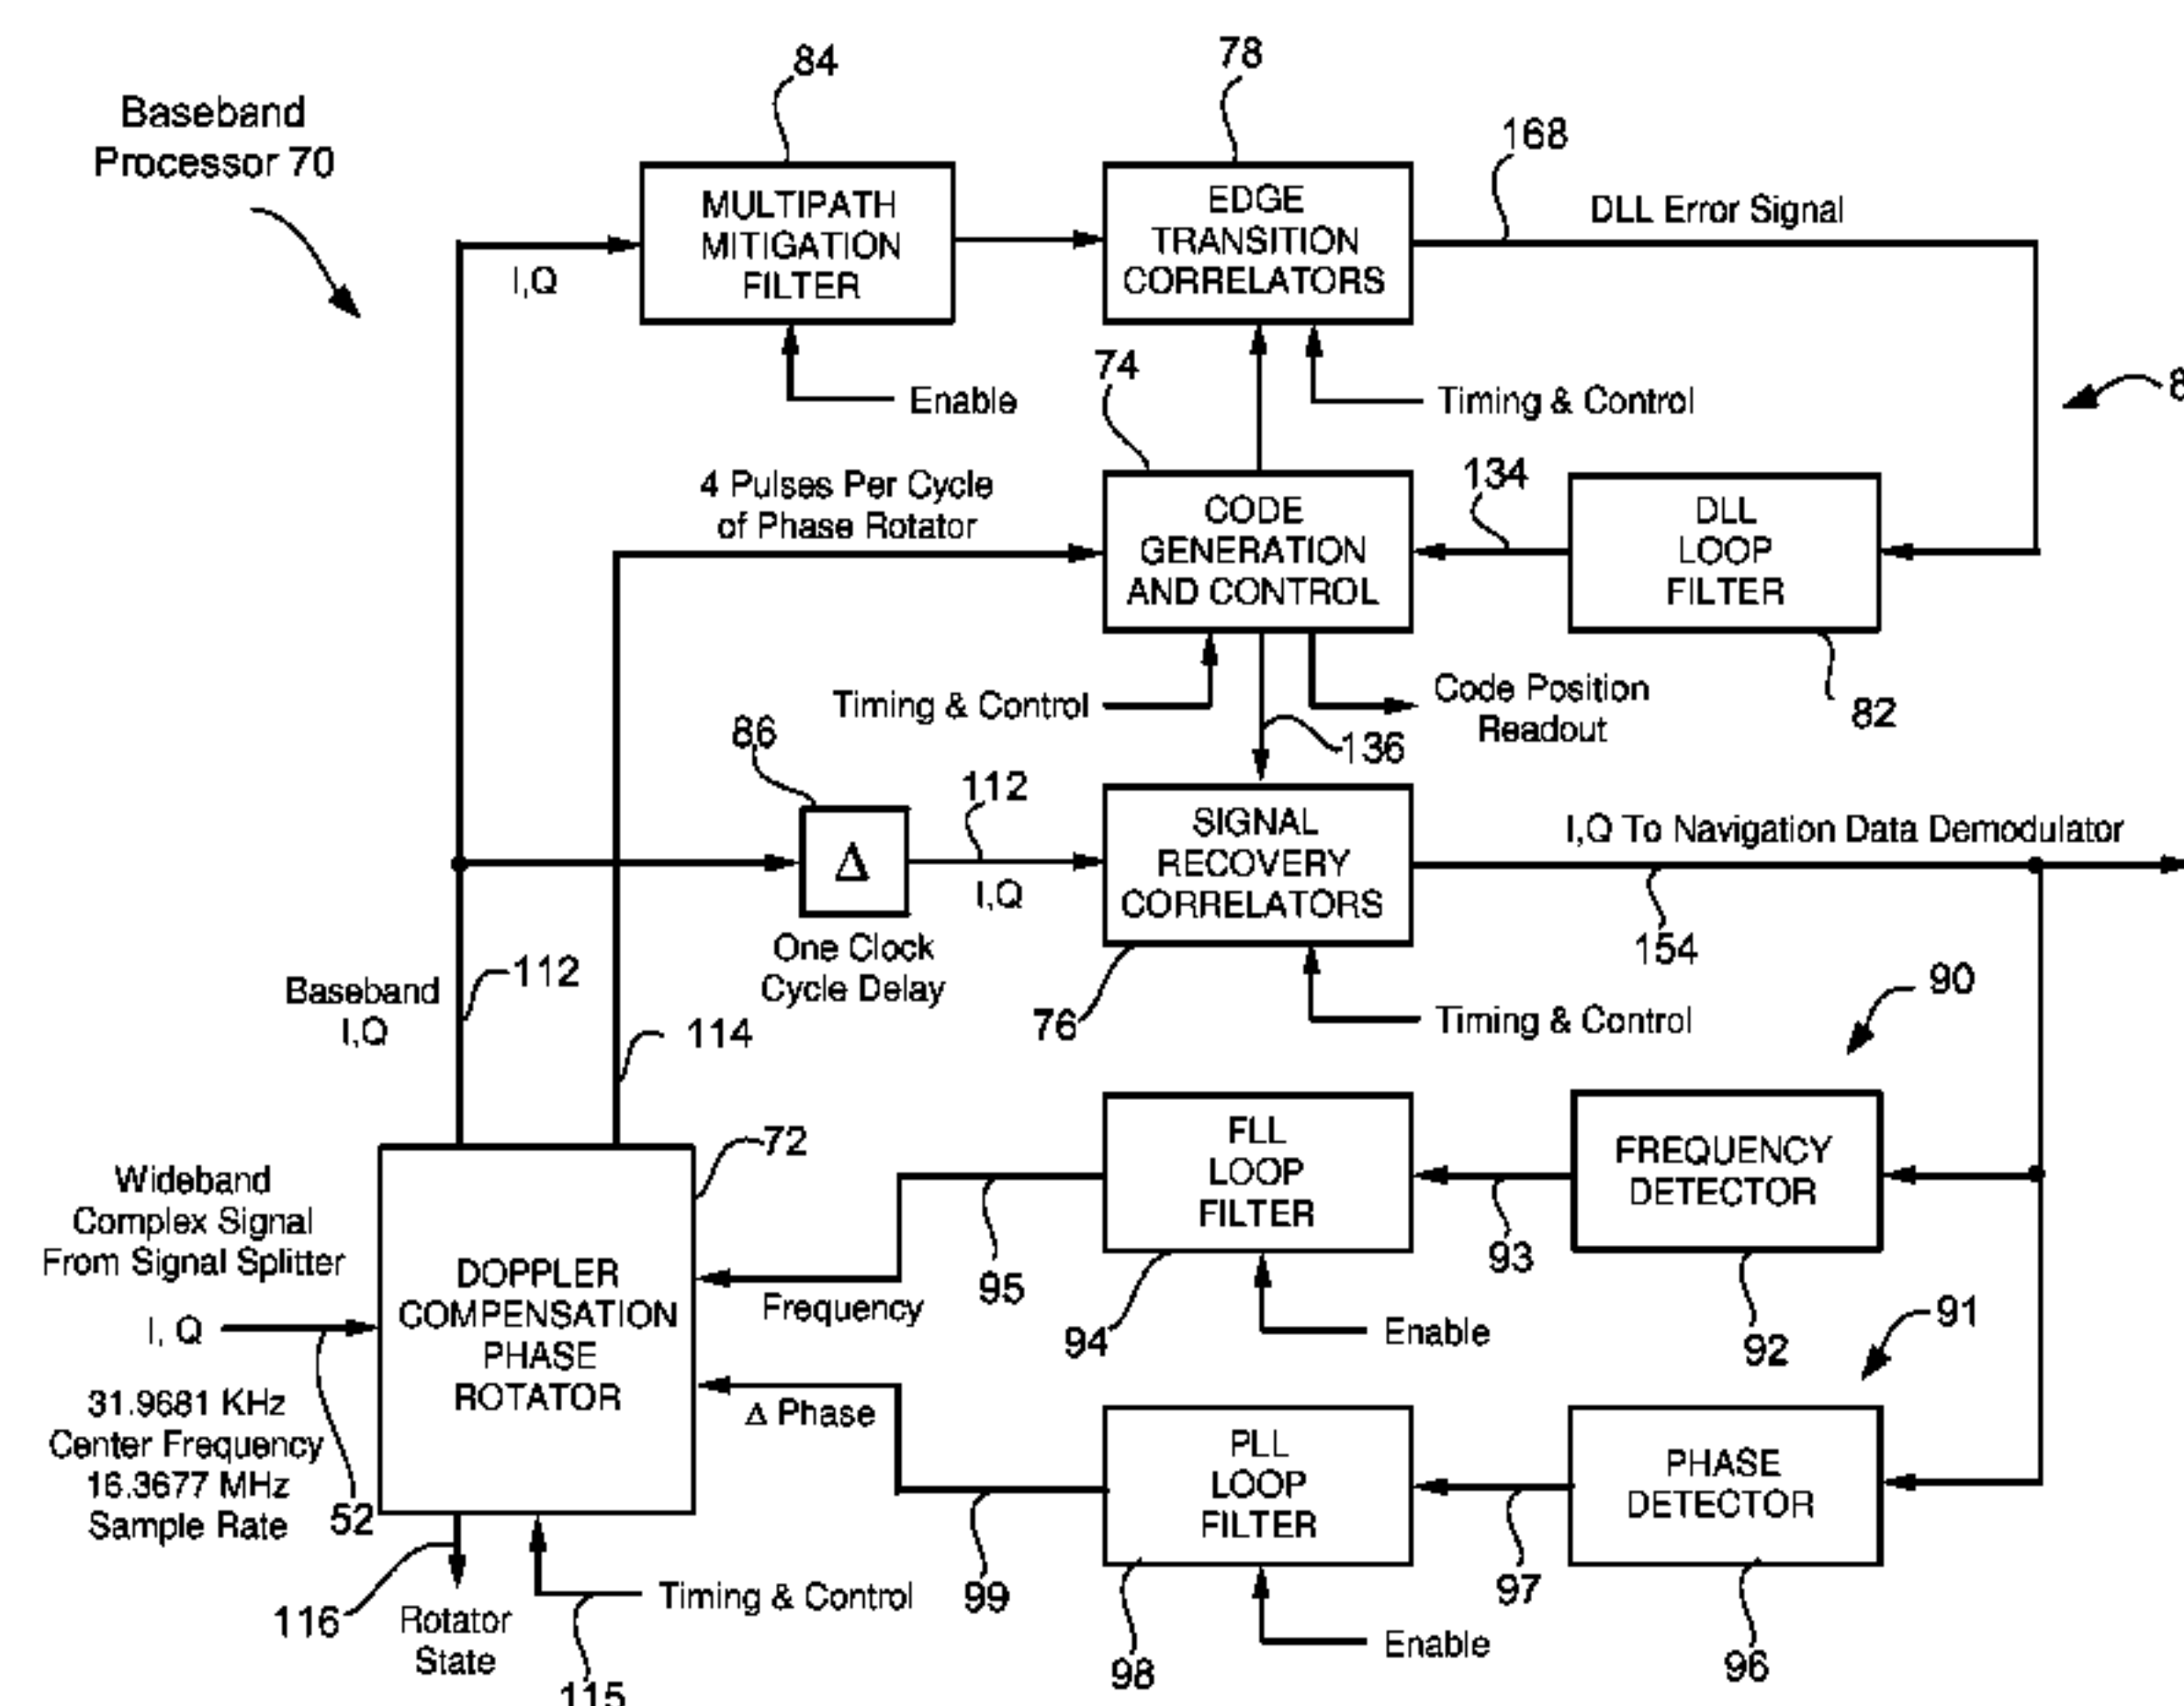 Baseband
Processor 70
84
78
168
MULTIPATH
MITIGATION
FILTER
EDGE
TRANSITION
CORRELATORS
DLL Error Signal
I,Q
Enable
Timing & Control
8
74
4 Pulses Per Cycle
of Phase Rotator
CODE
GENERATION
AND CONTROL
134
DLL
LOOP
FILTER
82
Timing & Control
Code Position
Readout
136
86
Δ
One Clock
Cycle Delay
112
I,Q
SIGNAL
RECOVERY
CORRELATORS
I,Q To Navigation Data Demodulator
154
76
Timing & Control
Baseband
I,Q
112
114
90
72
Wideband
Complex Signal
From Signal Splitter
I, Q
31.9681 KHz
Center Frequency
16.3677 MHz
Sample Rate
52
DOPPLER
COMPENSATION
PHASE
ROTATOR
Frequency
95
FLL
LOOP
FILTER
94
Enable
93
FREQUENCY
DETECTOR
92
91
Δ Phase
99
PLL
LOOP
FILTER
98
Enable
97
PHASE
DETECTOR
96
116
Rotator
State
Timing & Control
115